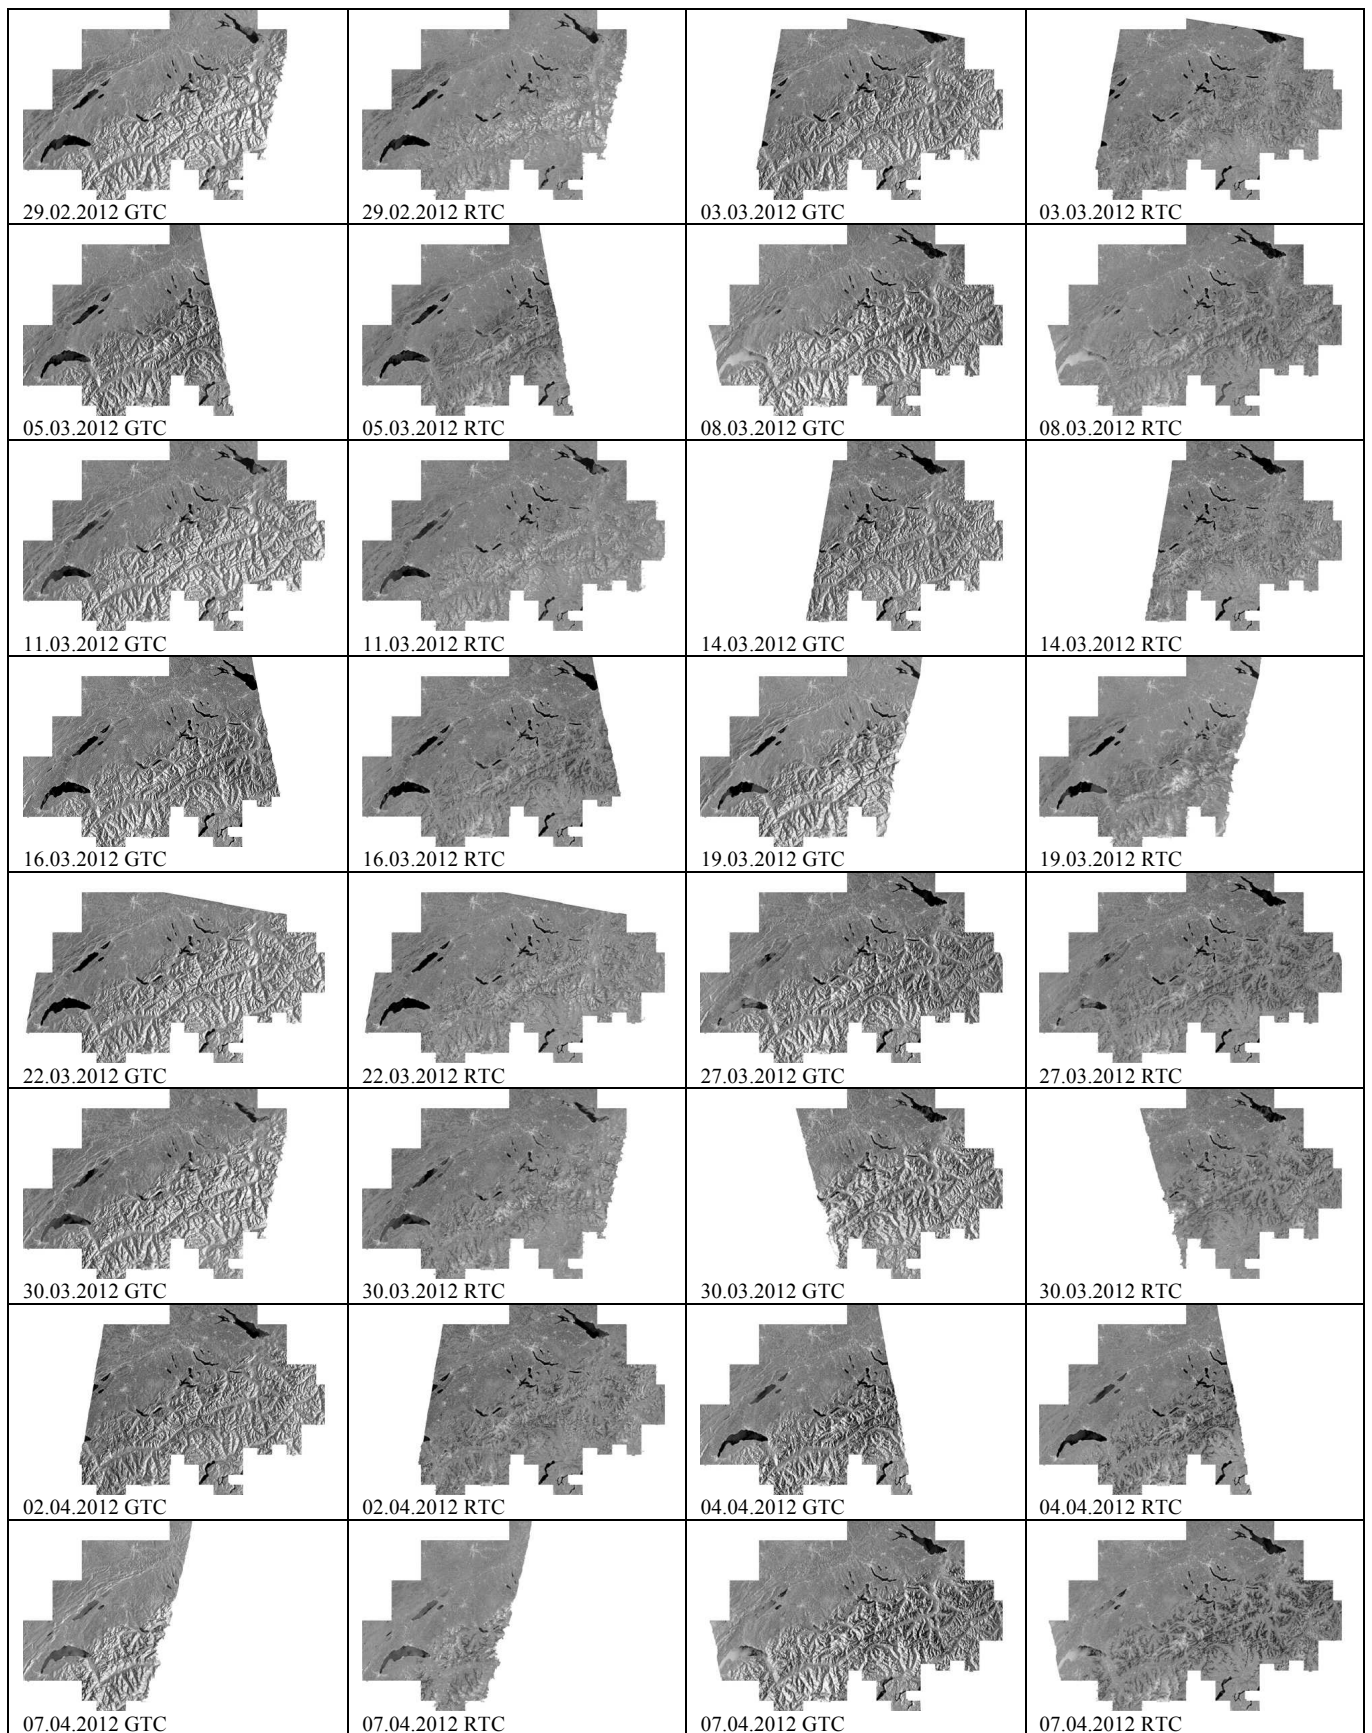 29.02.2012 GTC
29.02.2012 RTC
03.03.2012 GTC
03.03.2012 RTC
05.03.2012 GTC
05.03.2012 RTC
08.03.2012 GTC
08.03.2012 RTC
11.03.2012 GTC
11.03.2012 RTC
14.03.2012 GTC
14.03.2012 RTC
16.03.2012 GTC
16.03.2012 RTC
19.03.2012 GTC
19.03.2012 RTC
22.03.2012 GTC
22.03.2012 RTC
27.03.2012 GTC
27.03.2012 RTC
30.03.2012 GTC
30.03.2012 RTC
30.03.2012 GTC
30.03.2012 RTC
02.04.2012 GTC
02.04.2012 RTC
04.04.2012 GTC
04.04.2012 RTC
07.04.2012 GTC
07.04.2012 RTC
07.04.2012 GTC
07.04.2012 RTC